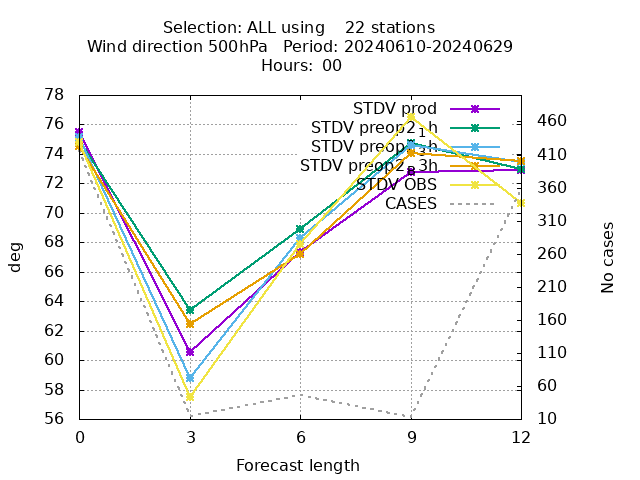 Selection: ALL using 22 stations
Wind direction 500hPa Period: 20240610-20240629
Hours: 00
78
76
74
72
70
68
66
64
62
60
58
56
deg
STDV prod
STDV preop2_1h
STDV OBS
CASES
460
410
360
310
260
210
160
110
60
10
No cases
0 3 6 9 12
Forecast length